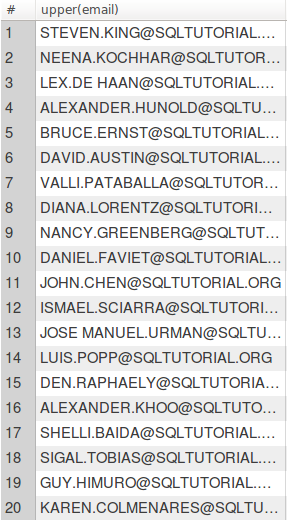 # upper(email)
1 STEVEN.KING@SQLTUTORIAL....
2 NEENA.KOCHHAR@SQLTUTOR...
3 LEX.DE HAAN@SQLTUTORIAL....
4 ALEXANDER.HUNOLD@SQLTU...
5 BRUCE.ERNST@SQLTUTORIAL...
6 DAVID.AUSTIN@SQLTUTORIAL....
7 VALLI.PATABALLA@SQLTUTOR...
8 DIANA.LORENTZ@SQLTUTORI...
9 NANCY.GREENBERG@SQLTUT...
10 DANIEL.FAVIET@SQLTUTORIAL...
11 JOHN.CHEN@SQLTUTORIAL.ORG
12 ISMAEL.SCIARRA@SQLTUTORI...
13 JOSE MANUEL.URMAN@SQLTU...
14 LUIS.POPP@SQLTUTORIAL.ORG
15 DEN.RAPHAELY@SQLTUTORIA...
16 ALEXANDER.KHOO@SQLTUTO...
17 SHELLI.BAIDA@SQLTUTORIAL....
18 SIGAL.TOBIAS@SQLTUTORIAL....
19 GUY.HIMURO@SQLTUTORIAL....
20 KAREN.COLMENARES@SQLTU...